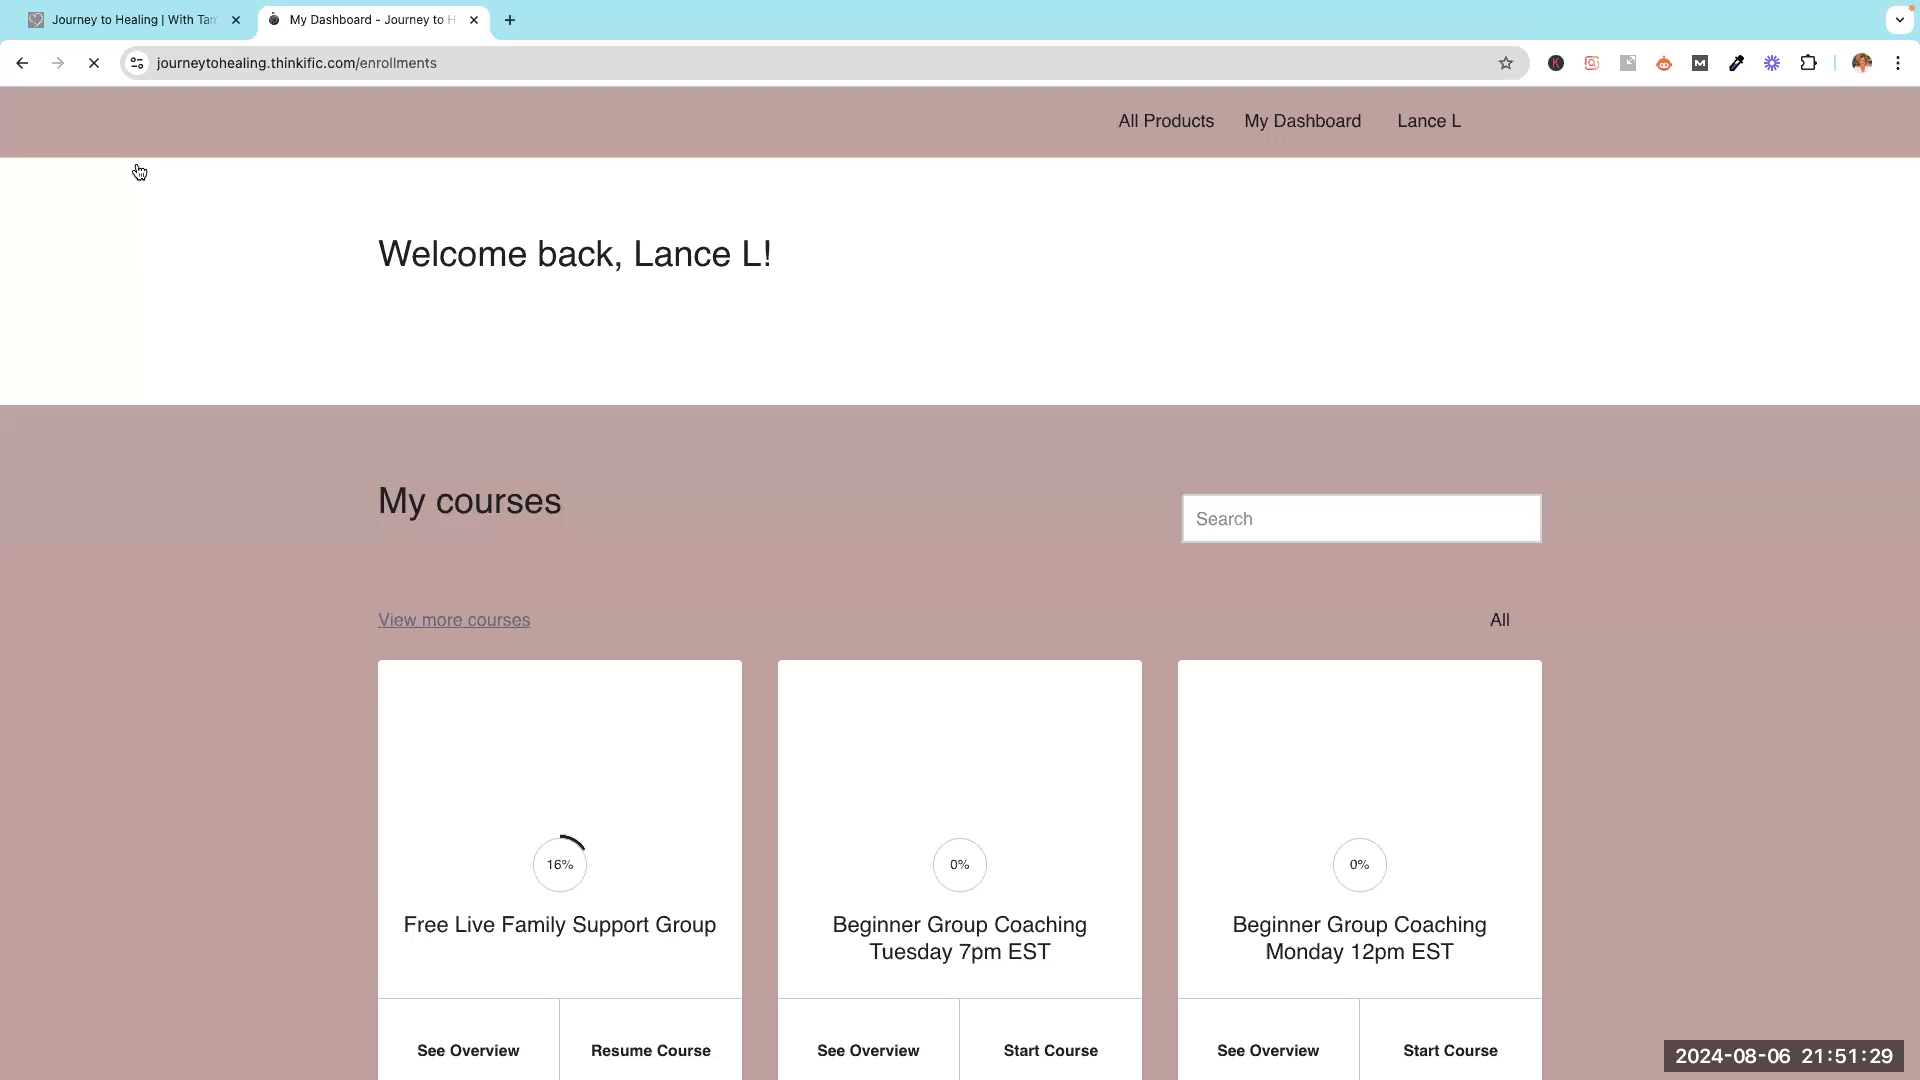 Journey to Healing | With Tam
My Dashboard - Journey to H
journeytohealing.thinkific.com/enrollments
All Products
My Dashboard
Lance L
Welcome back, Lance L!
My courses
Search
View more courses
All
16%
Free Live Family Support Group
See Overview
Resume Course
0%
Beginner Group Coaching
Tuesday 7pm EST
See Overview
Start Course
0%
Beginner Group Coaching
Monday 12pm EST
See Overview
Start Course
2024-08-06 21:51:29